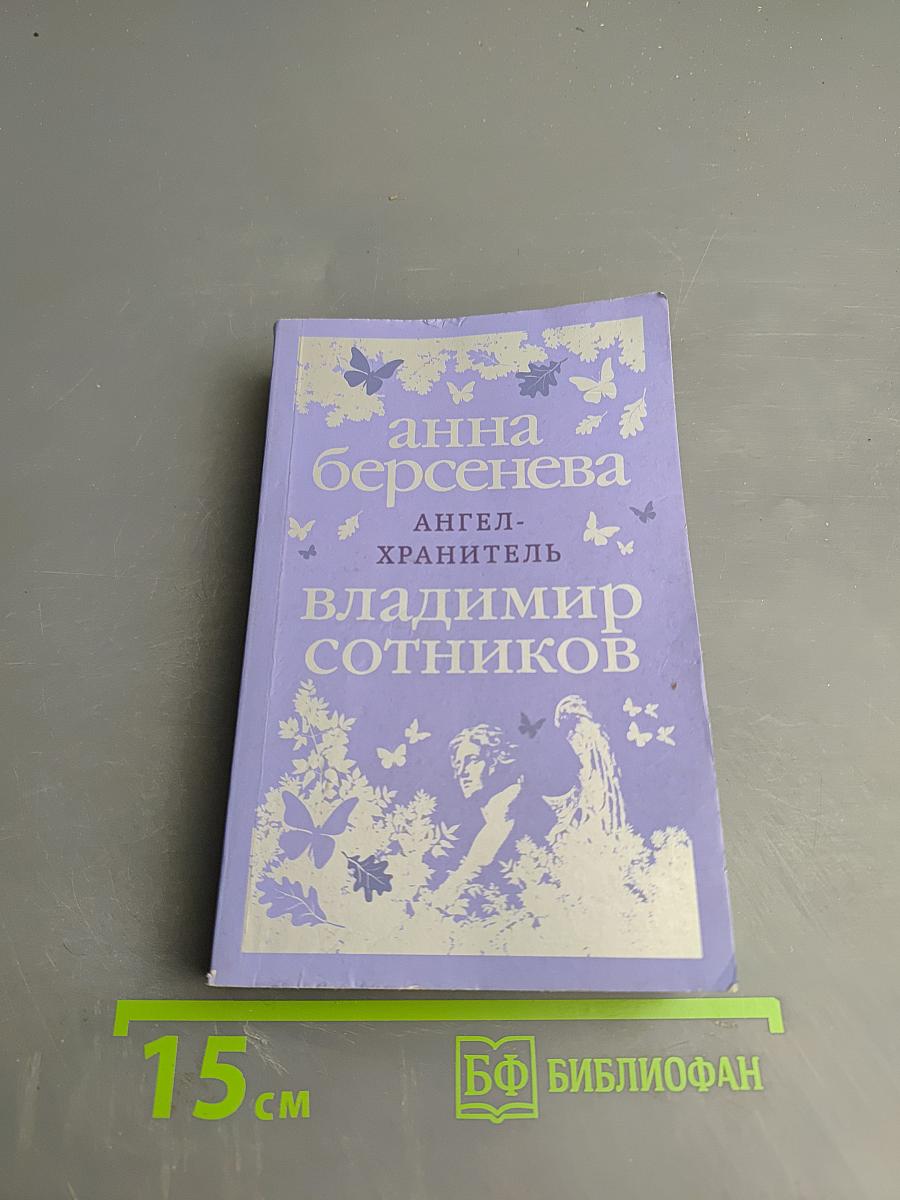 анна
берсенева
АНГЕЛ-
ХРАНИТЕЛЬ
владимир
сотников
15 см
БФ БИБЛИОФАН